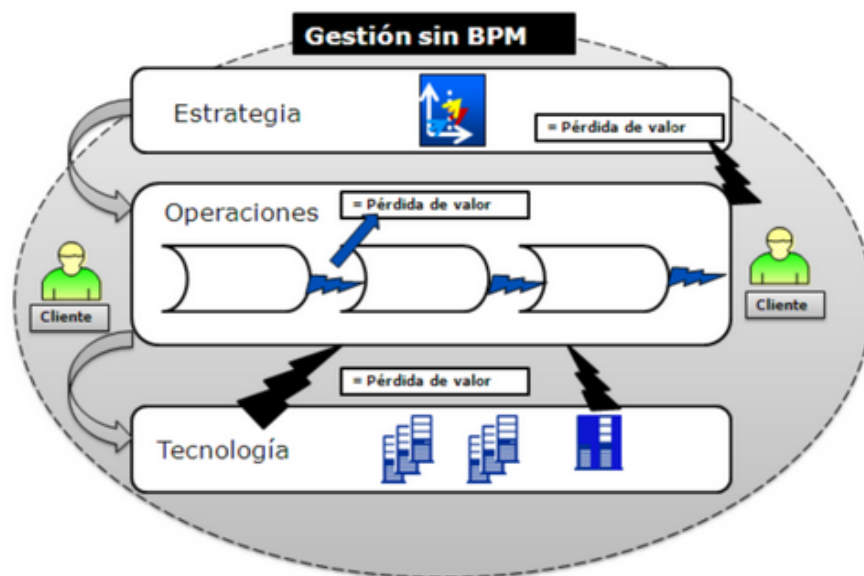 Gestión sin BPM
Estrategia
= Pérdida de valor
Operaciones
= Pérdida de valor
Cliente
Cliente
= Pérdida de valor
Tecnología